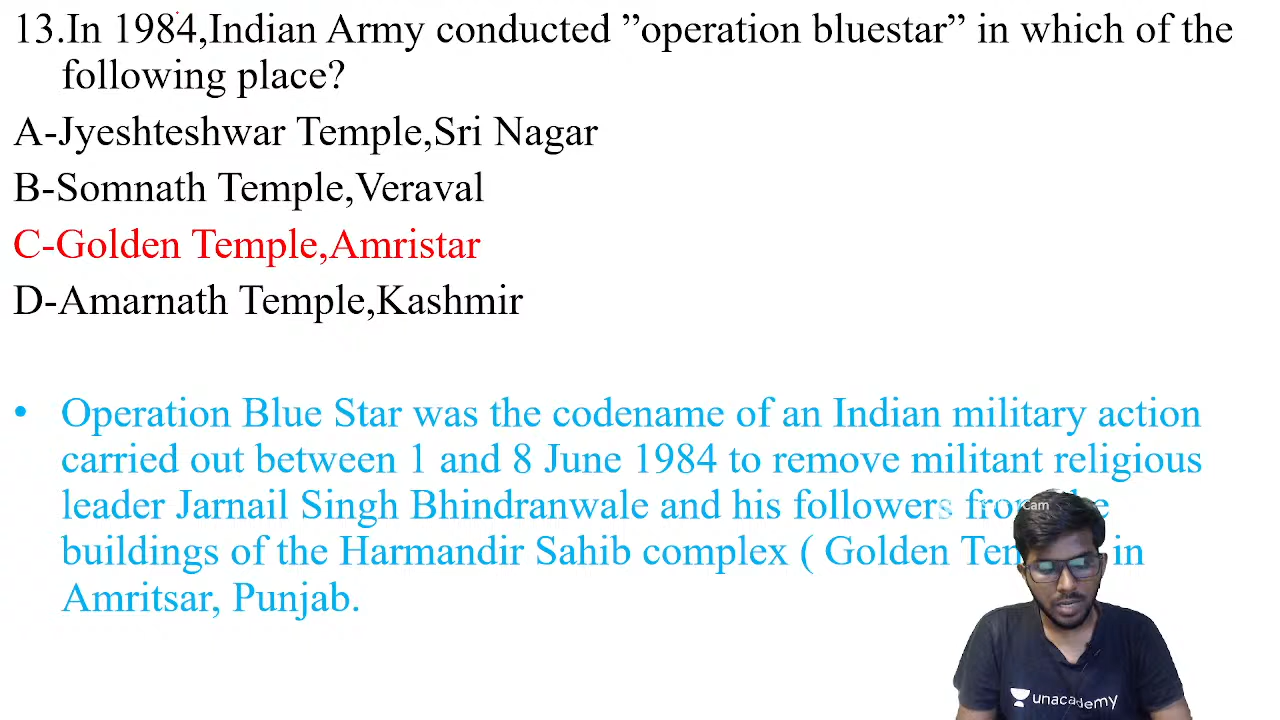 13.In 1984,Indian Army conducted ”operation bluestar” in which of the
following place?
A-Jyeshteshwar Temple,Sri Nagar
B-Somnath Temple,Veraval
C-Golden Temple,Amristar
D-Amarnath Temple,Kashmir
• Operation Blue Star was the codename of an Indian military action
carried out between 1 and 8 June 1984 to remove militant religious
leader Jarnail Singh Bhindranwale and his followers
buildings of the Harmandir Sahib complex ( Golden in
Amritsar, Punjab.
Cam
unacademy